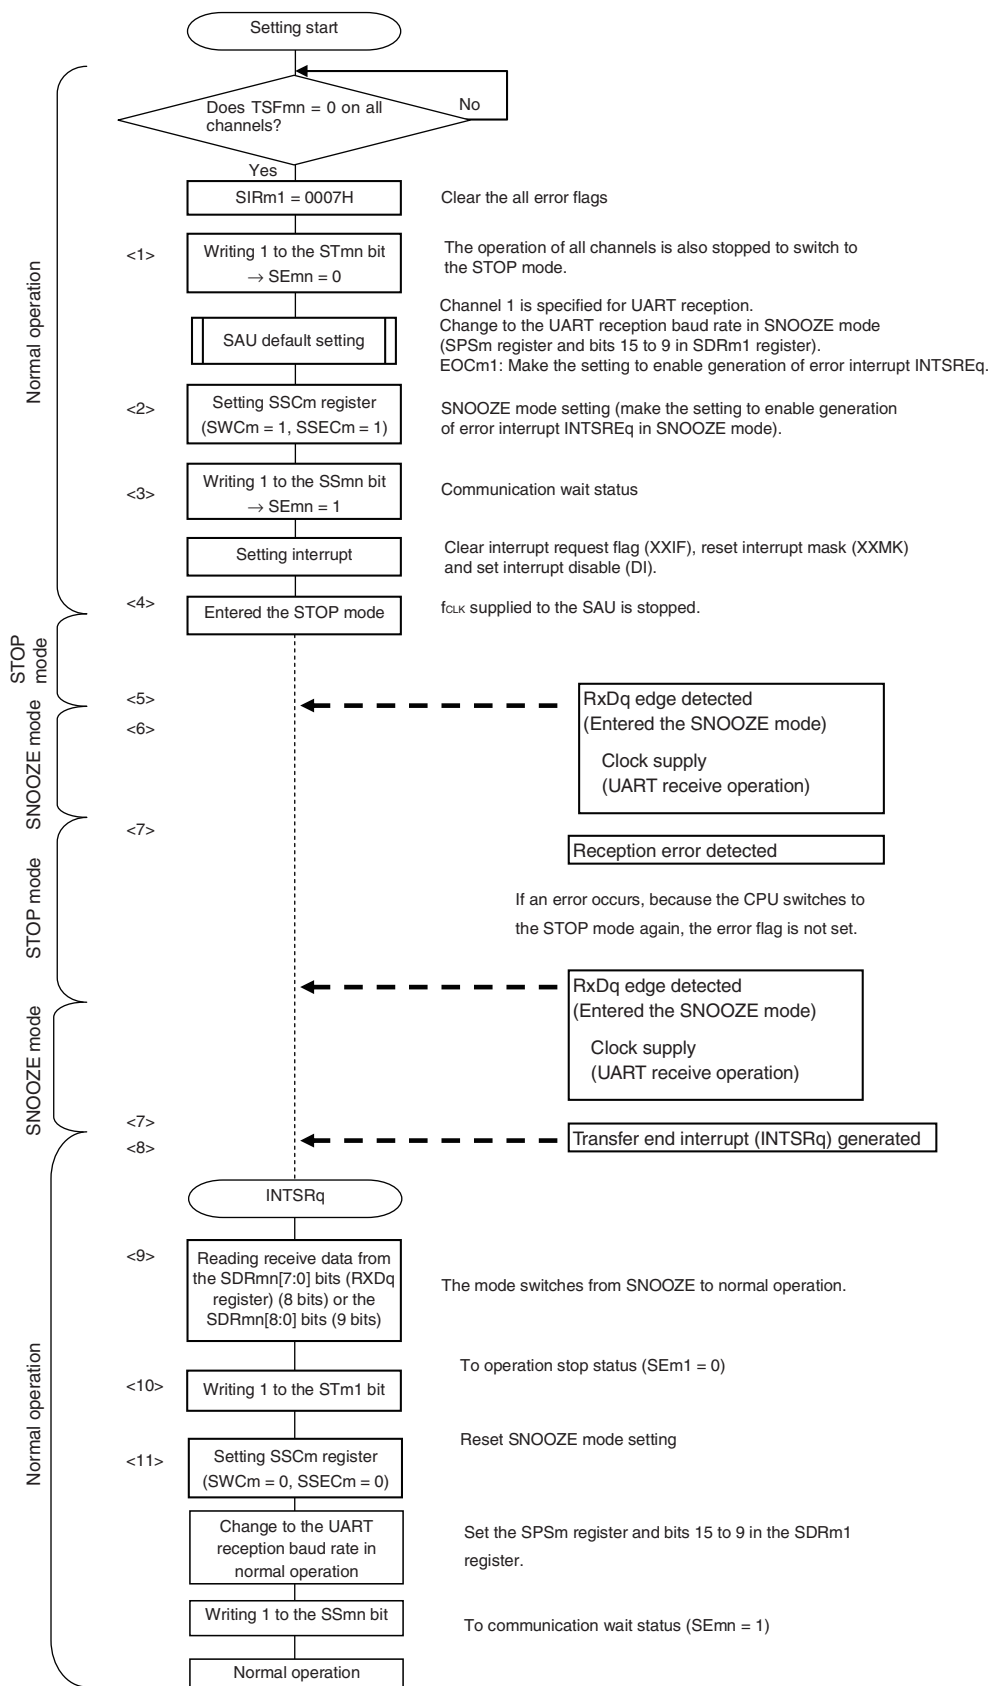 Setting start
Does TSFmn = 0 on all
channels?
No
Yes
SIRm1 = 0007H
Clear the all error flags
<1>
Writing 1 to the STmn bit
→ SEmn = 0
The operation of all channels is also stopped to switch to
the STOP mode.
Normal operation
SAU default setting
Channel 1 is specified for UART reception.
Change to the UART reception baud rate in SNOOZE mode
(SPSm register and bits 15 to 9 in SDRm1 register).
EOCm1: Make the setting to enable generation of error interrupt INTSREq.
<2>
Setting SSCm register
(SWCm = 1, SSECm = 1)
SNOOZE mode setting (make the setting to enable generation
of error interrupt INTSREq in SNOOZE mode).
<3>
Writing 1 to the SSmn bit
→ SEmn = 1
Communication wait status
Setting interrupt
Clear interrupt request flag (XXIF), reset interrupt mask (XXMK)
and set interrupt disable (DI).
<4>
Entered the STOP mode
fCLK supplied to the SAU is stopped.
STOP
mode
<5>
RxDq edge detected
(Entered the SNOOZE mode)
<6>
Clock supply
(UART receive operation)
SNOOZE mode
<7>
Reception error detected
STOP mode
If an error occurs, because the CPU switches to
the STOP mode again, the error flag is not set.
RxDq edge detected
(Entered the SNOOZE mode)
Clock supply
(UART receive operation)
SNOOZE mode
<7>
<8>
Transfer end interrupt (INTSRq) generated
INTSRq
<9>
Reading receive data from
the SDRmn[7:0] bits (RXDq
register) (8 bits) or the
SDRmn[8:0] bits (9 bits)
The mode switches from SNOOZE to normal operation.
To operation stop status (SEm1 = 0)
<10>
Writing 1 to the STm1 bit
Normal operation
Reset SNOOZE mode setting
<11>
Setting SSCm register
(SWCm = 0, SSECm = 0)
Change to the UART
reception baud rate in
normal operation
Set the SPSm register and bits 15 to 9 in the SDRm1
register.
Writing 1 to the SSmn bit
To communication wait status (SEmn = 1)
Normal operation